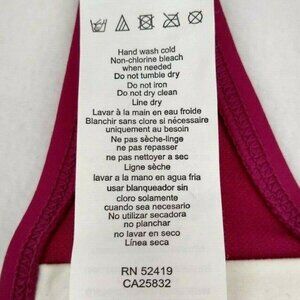 Hand wash cold
Non-chlorine bleach
when needed
Do not tumble dry
Do not iron
Do not dry clean
Line dry
Lavar à la main en eau froide
Blanchir sans clore si nécessaire
uniquement au besoin
Ne pas sèche-linge
ne pas repasser
ne pas nettoyer a sec
Ligne sèche
lavar a mano en agua fria
usar blanqueador sin
cloro solamente
cuando sea necesario
No utilizar secadora
no planchar
no lavar en seco
Línea seca
RN 52419
CA25832